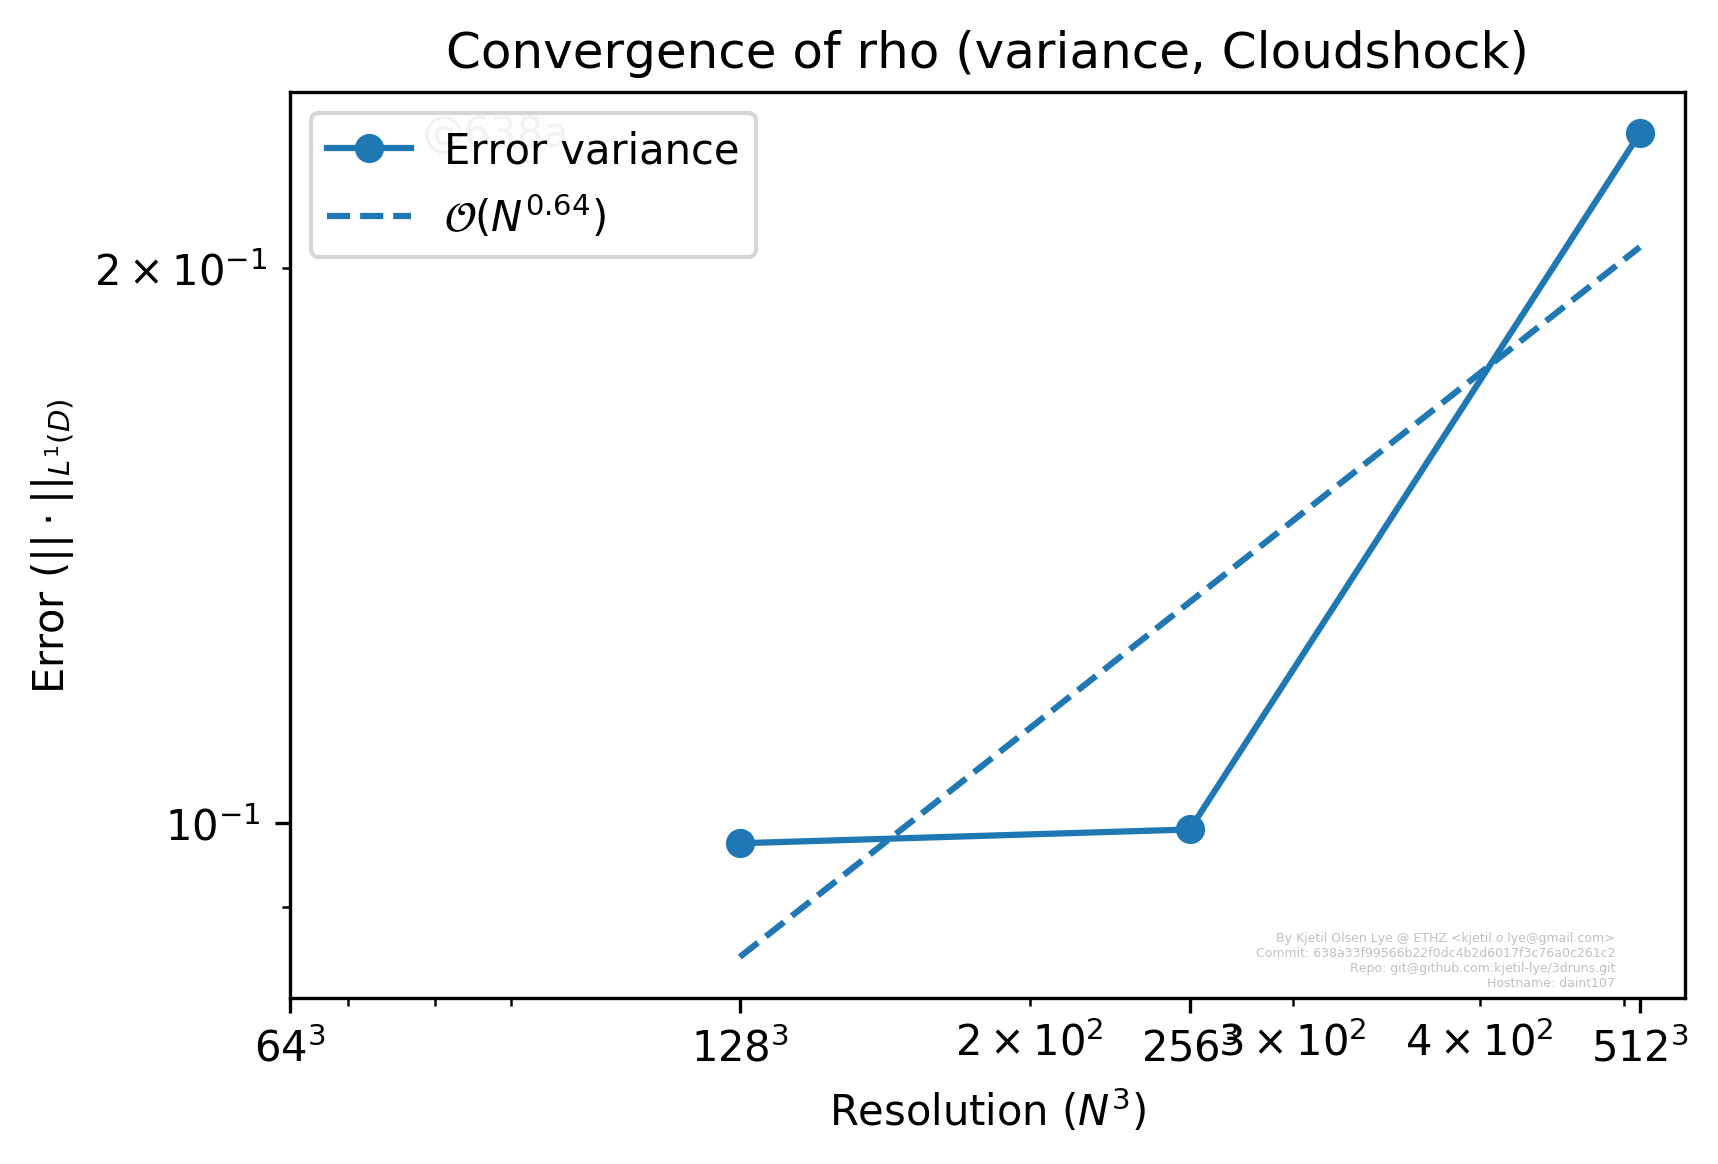 Convergence of rho (variance, Cloudshock)
@638a
Error variance
𝒪(N^0.64)
2 × 10^−1
10^−1
Error (|| · ||_L^1(D)
64^3
128^3
2 × 10^2
256^3
3 × 10^2
4 × 10^2
512^3
Resolution (N^3)
By Kjetil Olsen Lye @ ETHZ <kjetil.o.lye@gmail.com>
Commit: 638a33f99566b22f0dc4b2d6017f3c76a0c261c2
Repo: git@github.com:kjetil-lye/3druns.git
Hostname: daint107